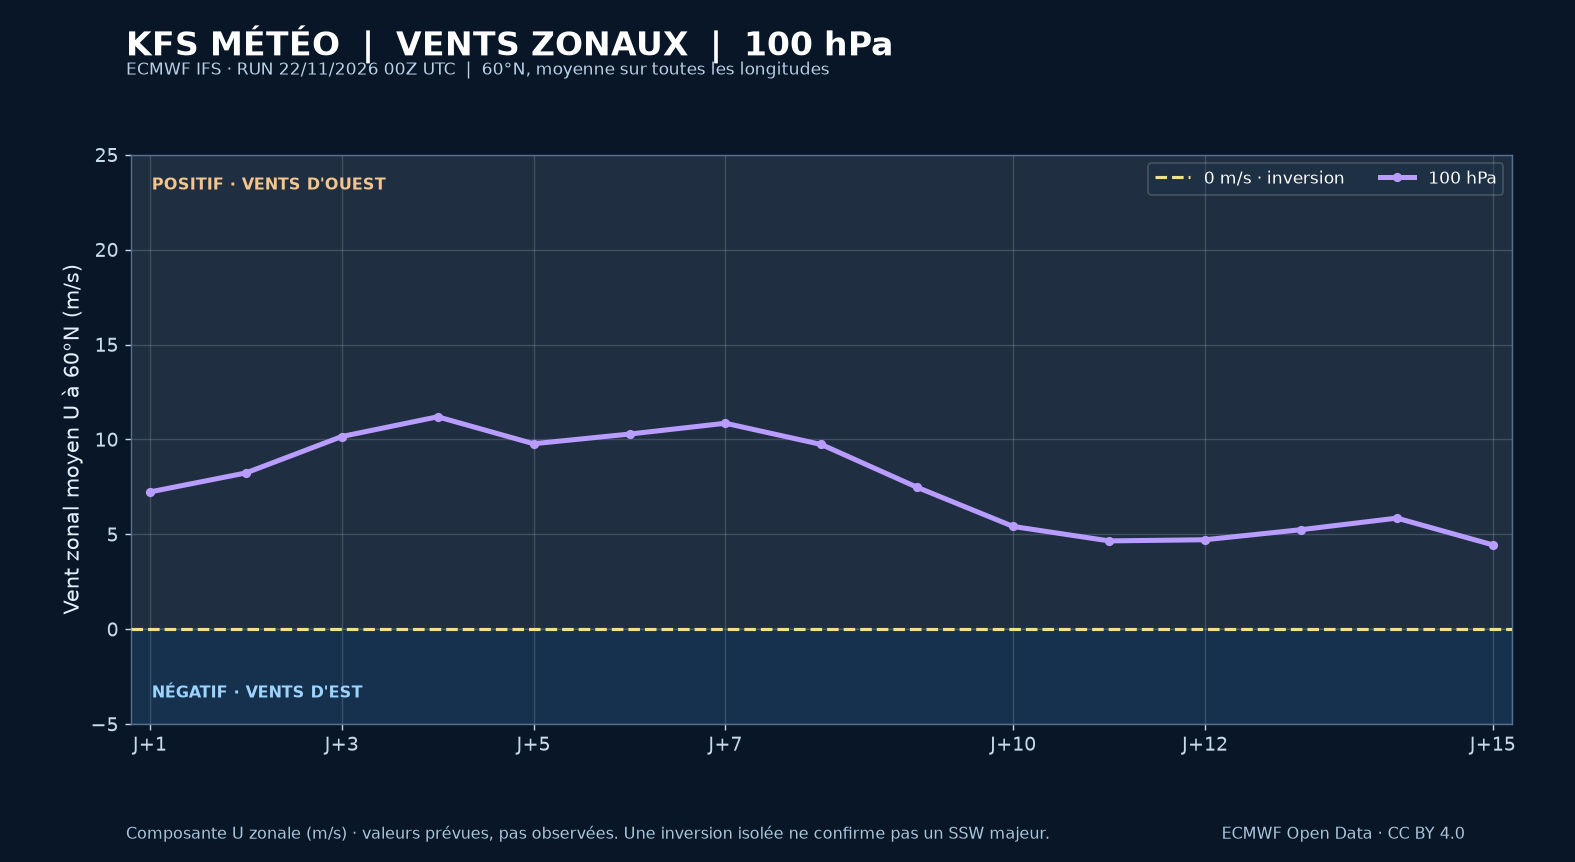 KFS MÉTÉO | VENTS ZONAUX | 100 hPa
ECMWF IFS · RUN 22/11/2026 00Z UTC | 60°N, moyenne sur toutes les longitudes
25
POSITIF · VENTS D'OUEST
0 m/s · inversion
100 hPa
20
15
10
5
0
−5
Vent zonal moyen U à 60°N (m/s)
NÉGATIF · VENTS D'EST
J+1 J+3 J+5 J+7 J+10 J+12 J+15
Composante U zonale (m/s) · valeurs prévues, pas observées. Une inversion isolée ne confirme pas un SSW majeur.
ECMWF Open Data · CC BY 4.0